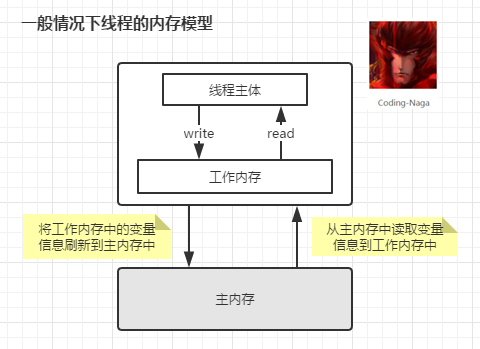 一般情况下线程的内存模型
Coding-Naga
线程主体
write
read
工作内存
将工作内存中的变量
信息刷新到主内存中
从主内存中读取变量
信息到工作内存中
主内存